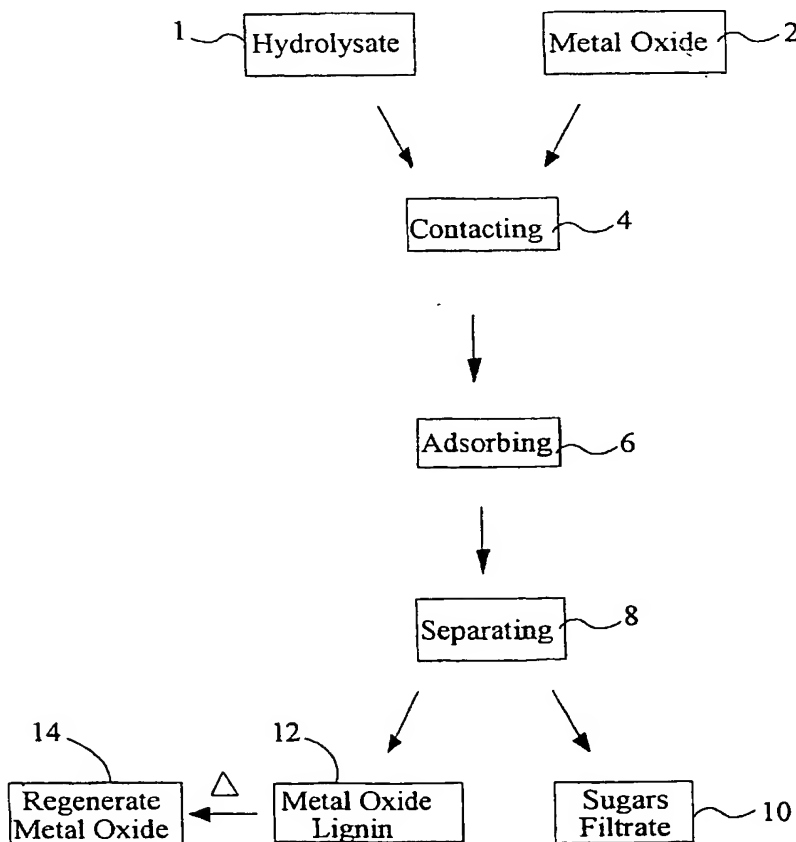 1 Hydrolysate
Metal Oxide 2
Contacting 4
Adsorbing 6
Separating 8
14
12
△
Regenerate
Metal Oxide
Metal Oxide
Lignin
Sugars
Filtrate
10